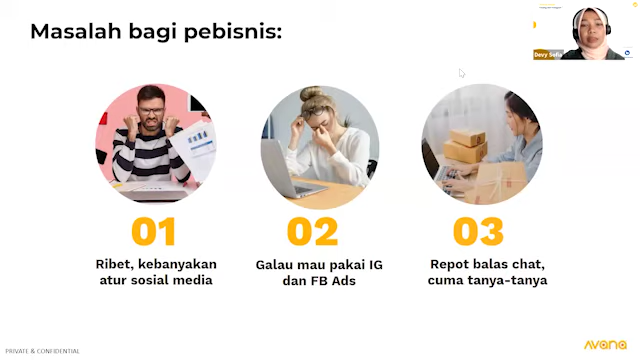 Masalah bagi pebisnis:
Devy Sofia
01
02
03
Ribet, kebanyakan
atur sosial media
Galau mau pakai IG
dan FB Ads
Repot balas chat,
cuma tanya-tanya
PRIVATE & CONFIDENTIAL
avana